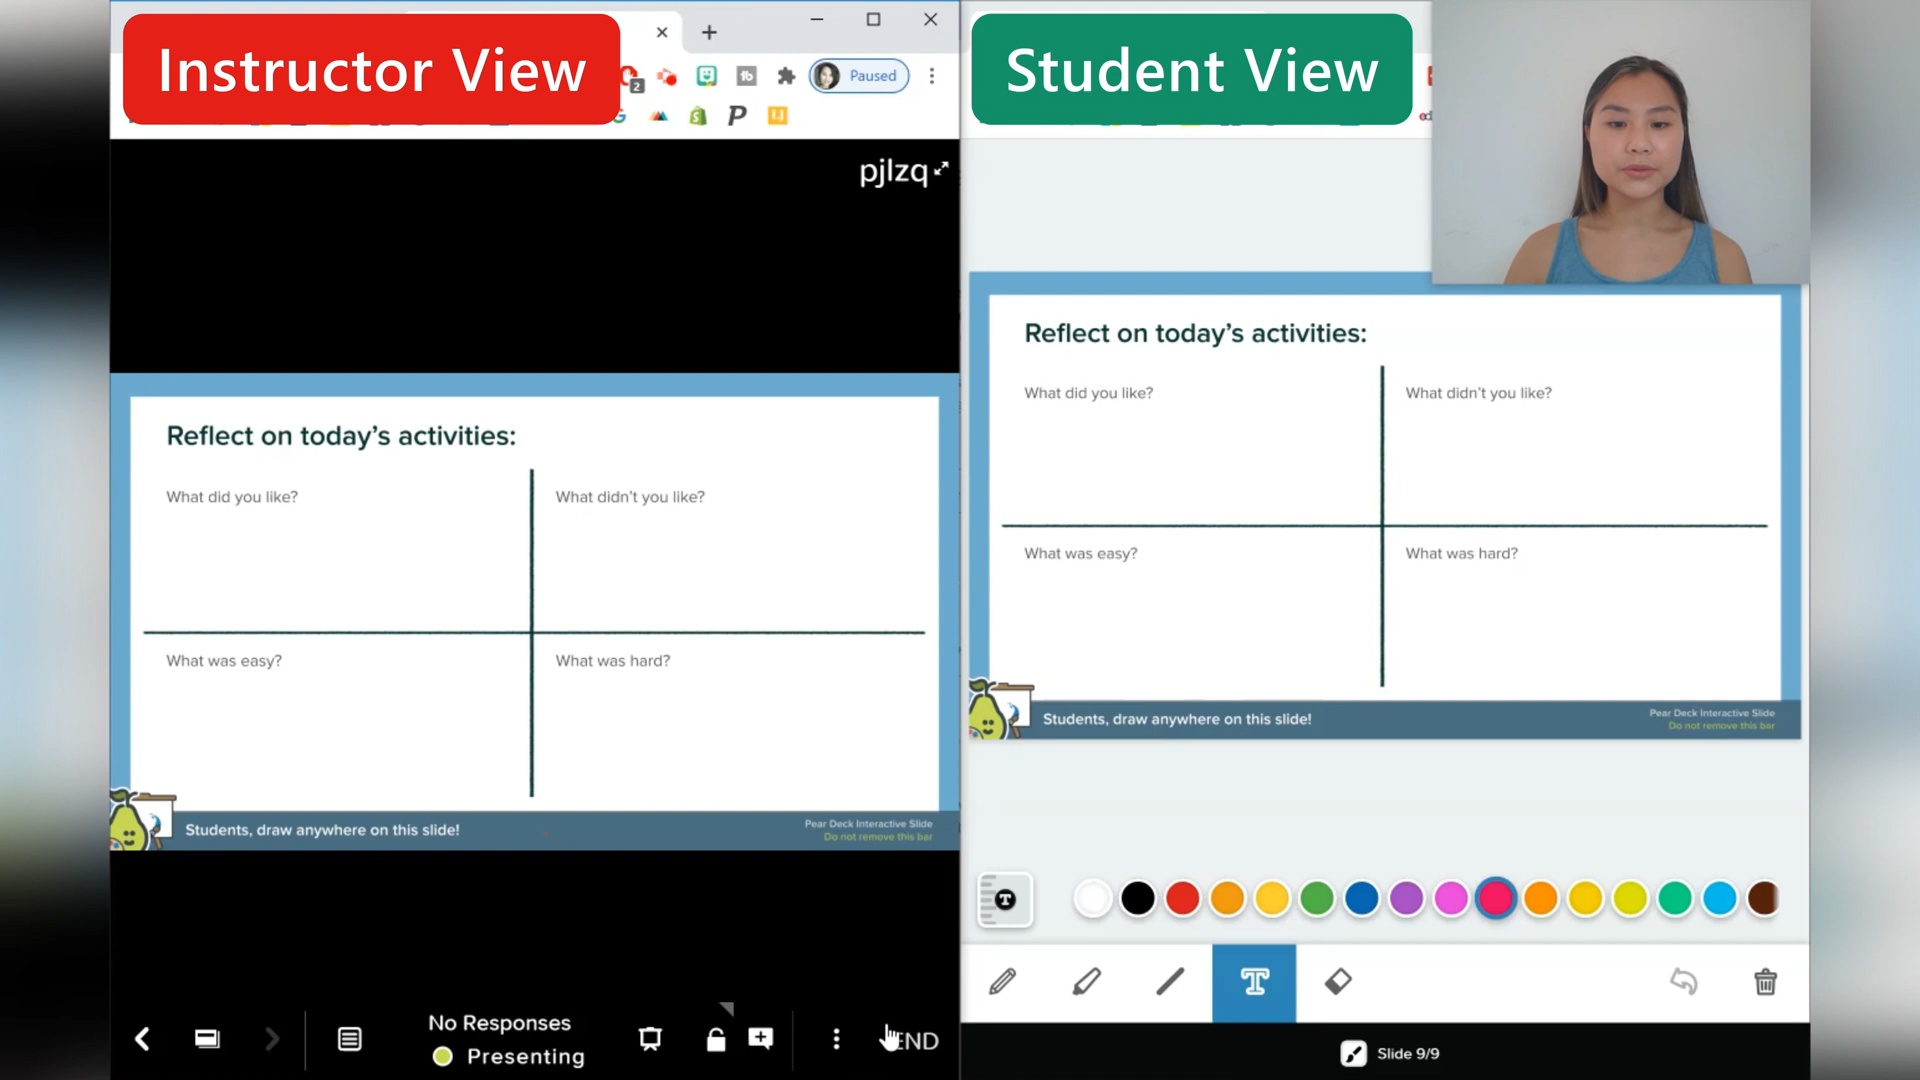 Instructor View
2
Paused
pjlzq
Reflect on today's activities:
What did you like?
What didn't you like?
What was easy?
What was hard?
Students, draw anywhere on this slide!
Pear Deck Interactive Slide
Do not remove this bar
No Responses
Presenting
END
Student View
Reflect on today's activities:
What did you like?
What didn't you like?
What was easy?
What was hard?
Students, draw anywhere on this slide!
Pear Deck Interactive Slide
Do not remove this bar
T
T
Slide 9/9